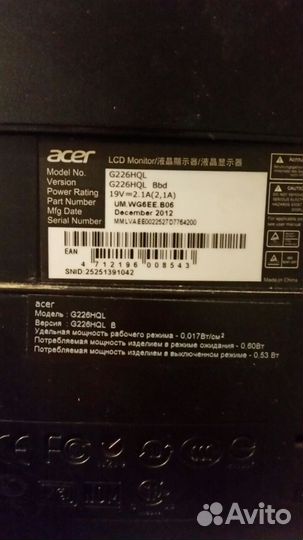 acer
LCD Monitor/液晶顯示器/液晶显示器
Model No. G226HQL
Version G226HQL Bbd
Power Rating 19V⎓2.1A(2,1A)
Part Number UM.WG6EE.B06
Mfg Date December 2012
Serial Number MMLVAEE0022527D7764200
EAN
4 712196 008543
SNID:25251391042
Made in China
acer
Модель : G226HQL
Версия : G226HQL B
Удельная мощность рабочего режима - 0.017Вт/см²
Потребляемая мощность изделием в режиме ожидания - 0,60Вт
Потребляемая мощность изделием в выключенном режиме - 0,53 Вт
Avito